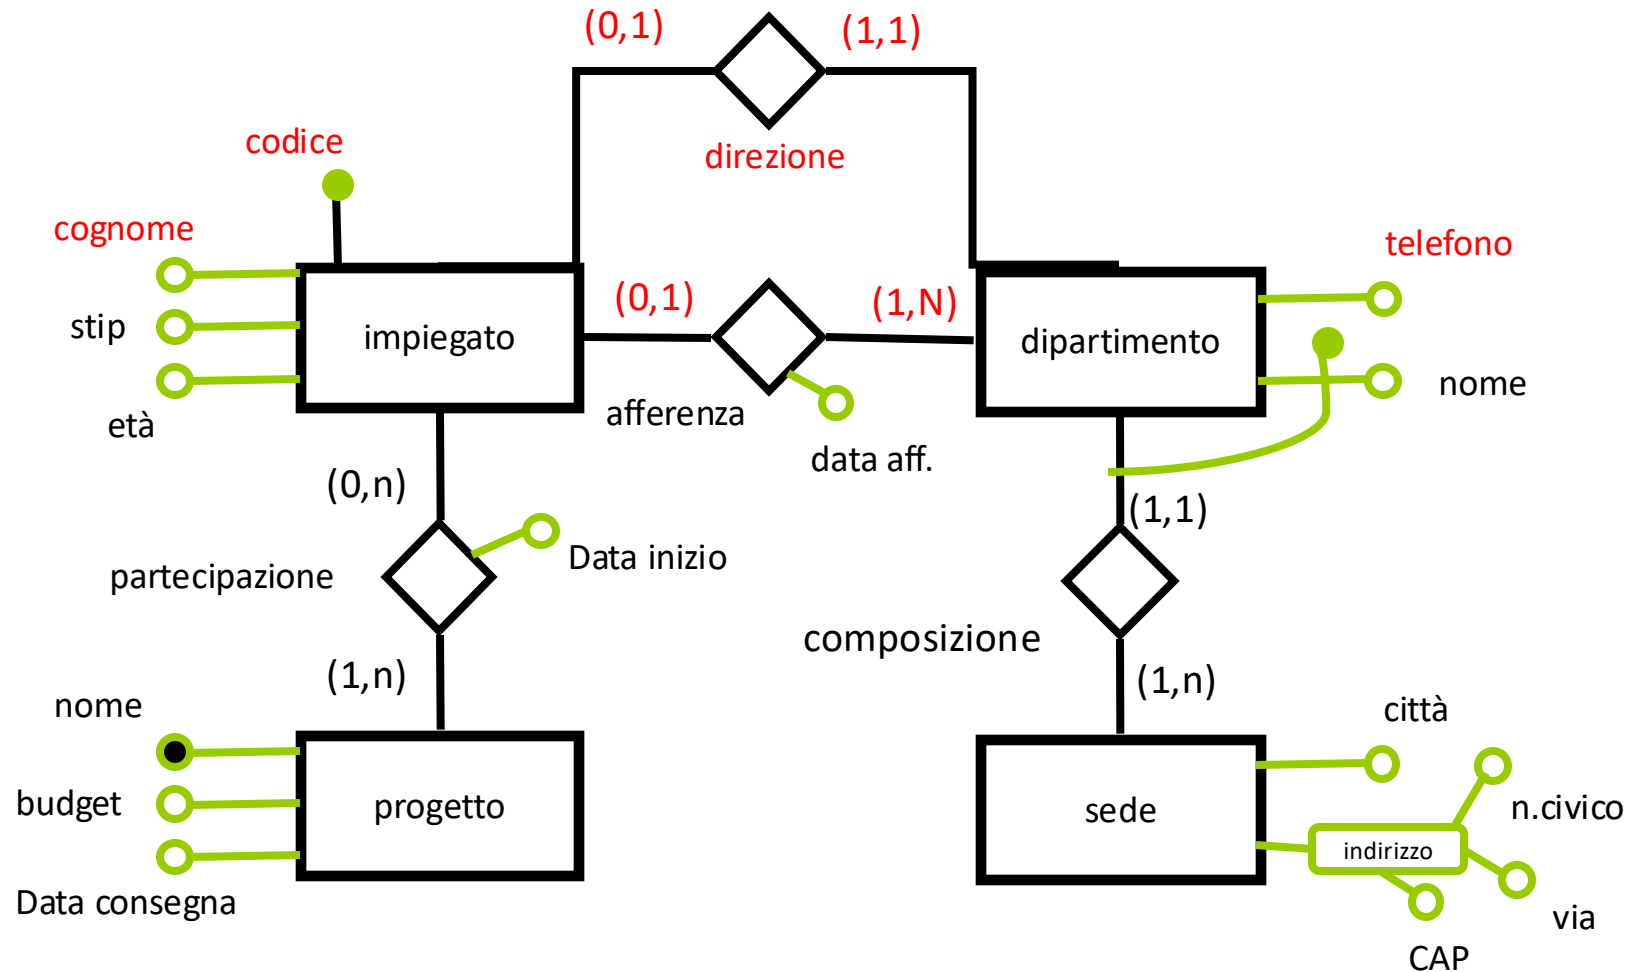 (0,1)
(1,1)
codice
direzione
cognome
telefono
(0,1)
(1,N)
stip
impiegato
dipartimento
nome
età
afferenza
data aff.
(0,n)
(1,1)
Data inizio
partecipazione
composizione
(1,n)
(1,n)
nome
città
budget
progetto
sede
n.civico
indirizzo
Data consegna
via
CAP